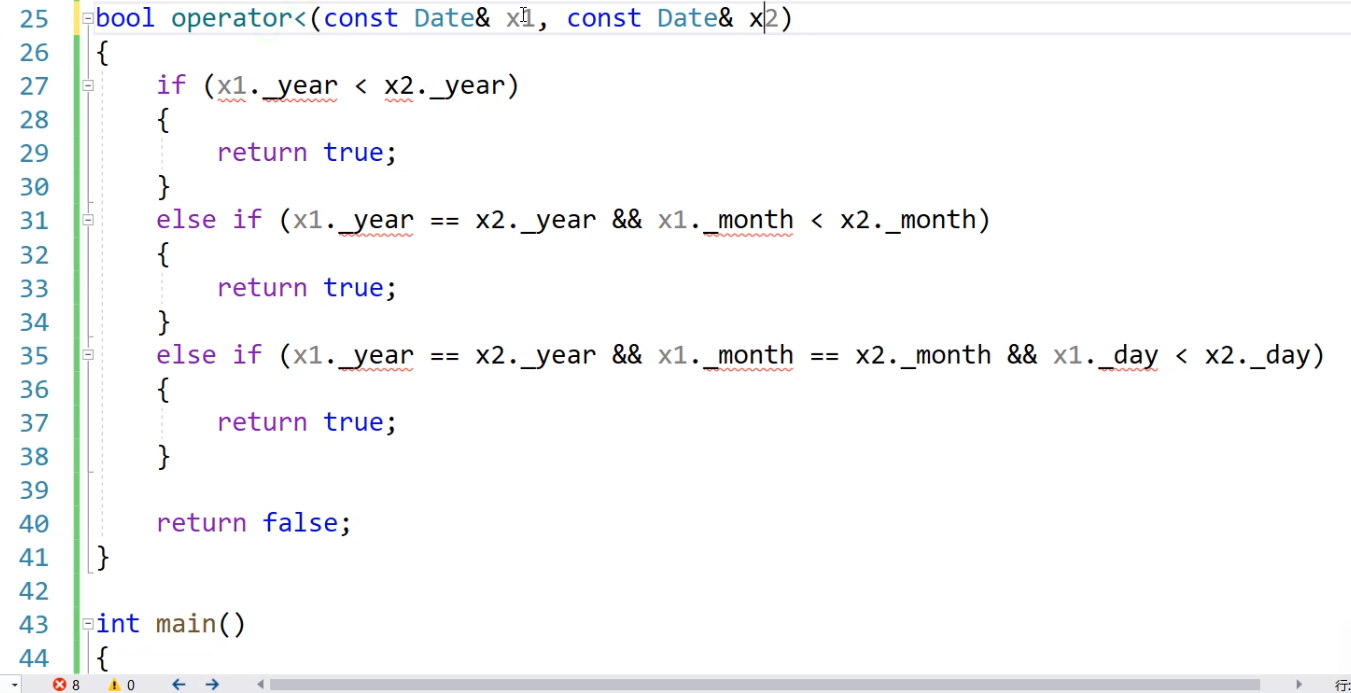 25 bool operator<(const Date& x1, const Date& x2)
26 {
27 if (x1._year < x2._year)
28 {
29 return true;
30 }
31 else if (x1._year == x2._year && x1._month < x2._month)
32 {
33 return true;
34 }
35 else if (x1._year == x2._year && x1._month == x2._month && x1._day < x2._day)
36 {
37 return true;
38 }
39
40 return false;
41 }
42
43 int main()
44 {
8 0 行: